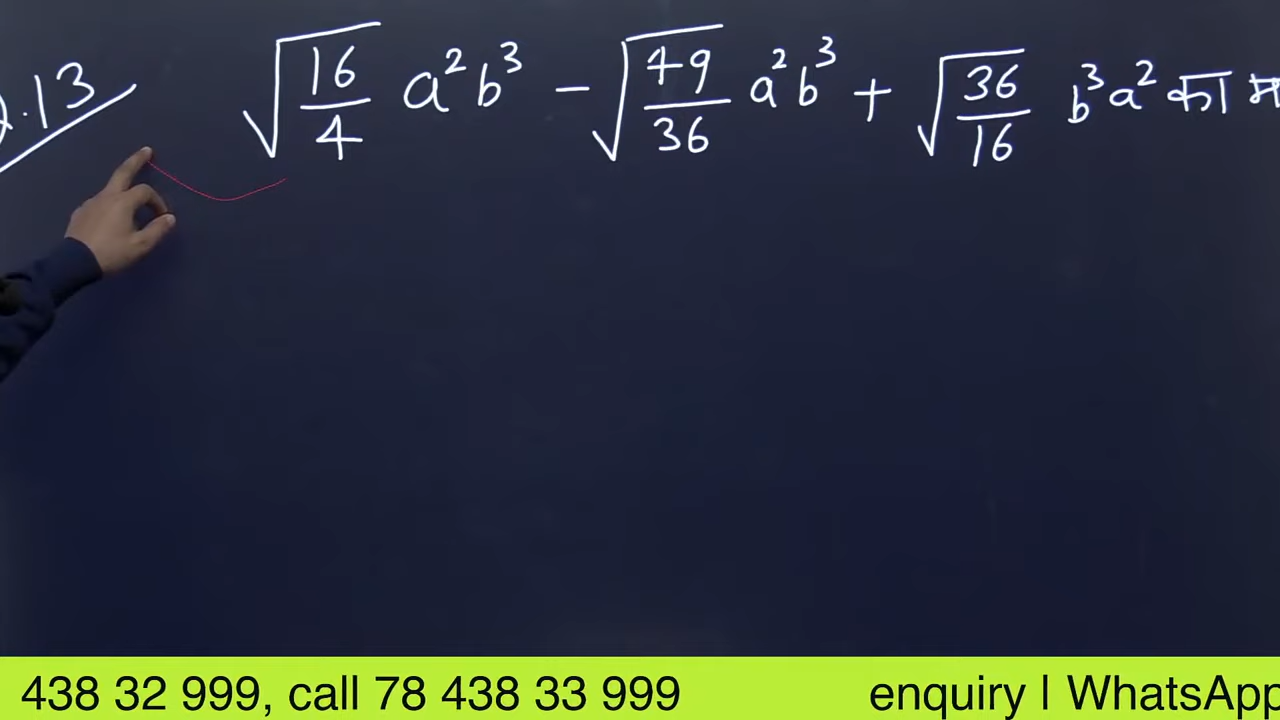 .13 √(16/4) a²b³ − √(49/36) a²b³ + √(36/16) b³a² का
438 32 999, call 78 438 33 999 enquiry | WhatsApp